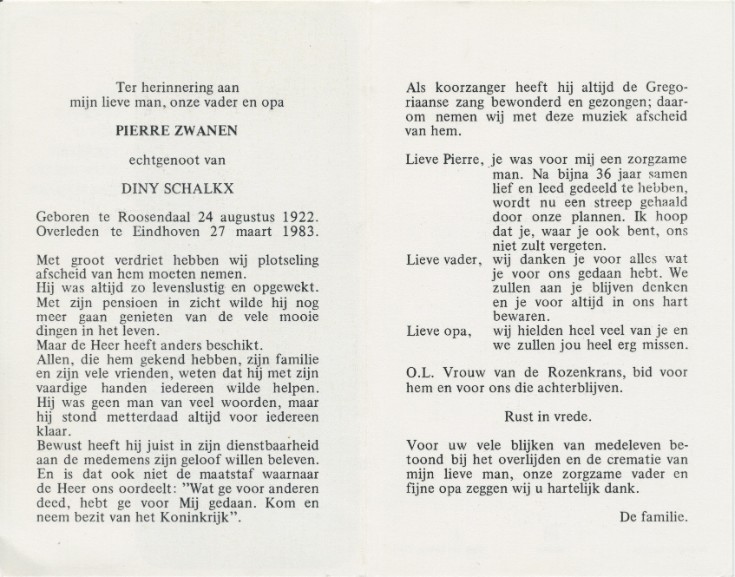 Ter herinnering aan
mijn lieve man, onze vader en opa
PIERRE ZWANEN
echtgenoot van
DINY SCHALKX
Geboren te Roosendaal 24 augustus 1922.
Overleden te Eindhoven 27 maart 1983.
Met groot verdriet hebben wij plotseling
afscheid van hem moeten nemen.
Hij was altijd zo levenslustig en opgewekt.
Met zijn pensioen in zicht wilde hij nog
meer gaan genieten van de vele mooie
dingen in het leven.
Maar de Heer heeft anders beschikt.
Allen, die hem gekend hebben, zijn familie
en zijn vele vrienden, weten dat hij met zijn
vaardige handen iedereen wilde helpen.
Hij was geen man van veel woorden, maar
hij stond metterdaad altijd voor iedereen
klaar.
Bewust heeft hij juist in zijn dienstbaarheid
aan de medemens zijn geloof willen beleven.
En is dat ook niet de maatstaf waarnaar
de Heer ons oordeelt: "Wat ge voor anderen
deed, hebt ge voor Mij gedaan. Kom en
neem bezit van het Koninkrijk".
Als koorzanger heeft hij altijd de Grego-
riaanse zang bewonderd en gezongen; daar-
om nemen wij met deze muziek afscheid
van hem.
Lieve Pierre, je was voor mij een zorgzame
man. Na bijna 36 jaar samen
lief en leed gedeeld te hebben,
wordt nu een streep gehaald
door onze plannen. Ik hoop
dat je, waar je ook bent, ons
niet zult vergeten.
Lieve vader, wij danken je voor alles wat
je voor ons gedaan hebt. We
zullen aan je blijven denken
en je voor altijd in ons hart
bewaren.
Lieve opa, wij hielden heel veel van je en
we zullen jou heel erg missen.
O.L. Vrouw van de Rozenkrans, bid voor
hem en voor ons die achterblijven.
Rust in vrede.
Voor uw vele blijken van medeleven be-
toond bij het overlijden en de crematie van
mijn lieve man, onze zorgzame vader en
fijne opa zeggen wij u hartelijk dank.
De familie.